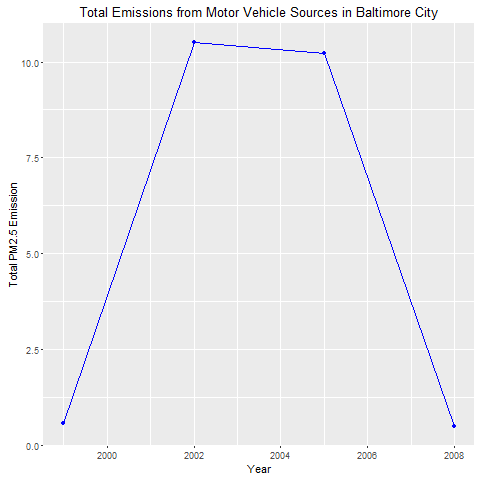 Total Emissions from Motor Vehicle Sources in Baltimore City
Total PM2.5 Emission
10.0
7.5
5.0
2.5
0.0
2000 2002 2004 2006 2008
Year